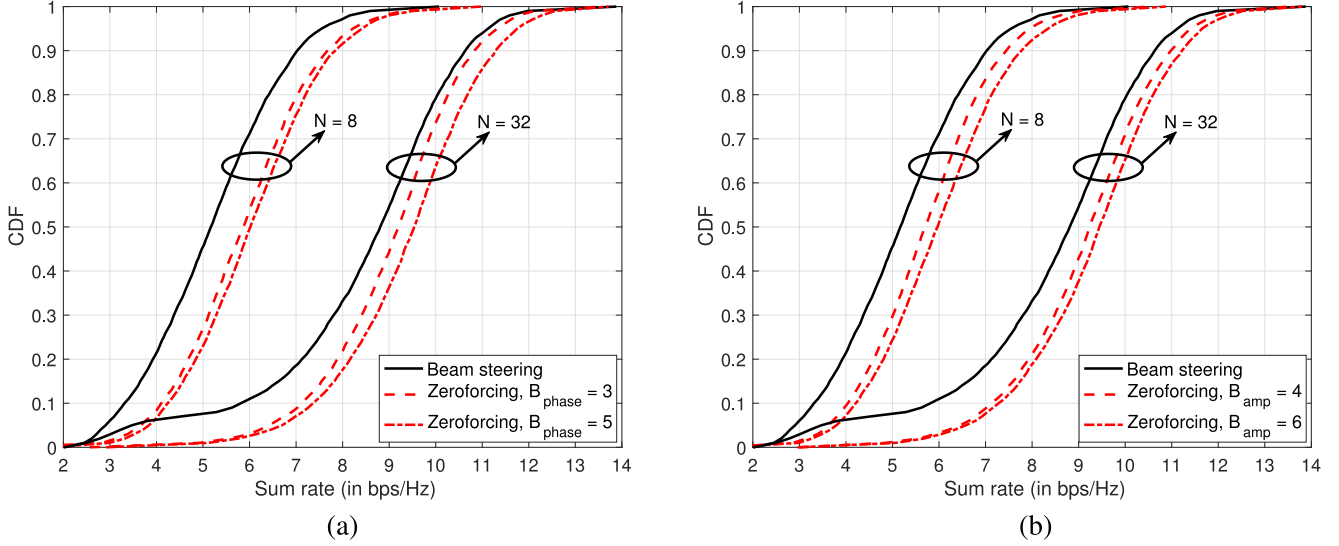 1
0.9
0.8
0.7
0.6
0.5
0.4
0.3
0.2
0.1
0
CDF
N = 8
N = 32
Beam steering
Zeroforcing, B_phase = 3
Zeroforcing, B_phase = 5
2 3 4 5 6 7 8 9 10 11 12 13 14
Sum rate (in bps/Hz)
(a)
1
0.9
0.8
0.7
0.6
0.5
0.4
0.3
0.2
0.1
0
CDF
N = 8
N = 32
Beam steering
Zeroforcing, B_amp = 4
Zeroforcing, B_amp = 6
2 3 4 5 6 7 8 9 10 11 12 13 14
Sum rate (in bps/Hz)
(b)